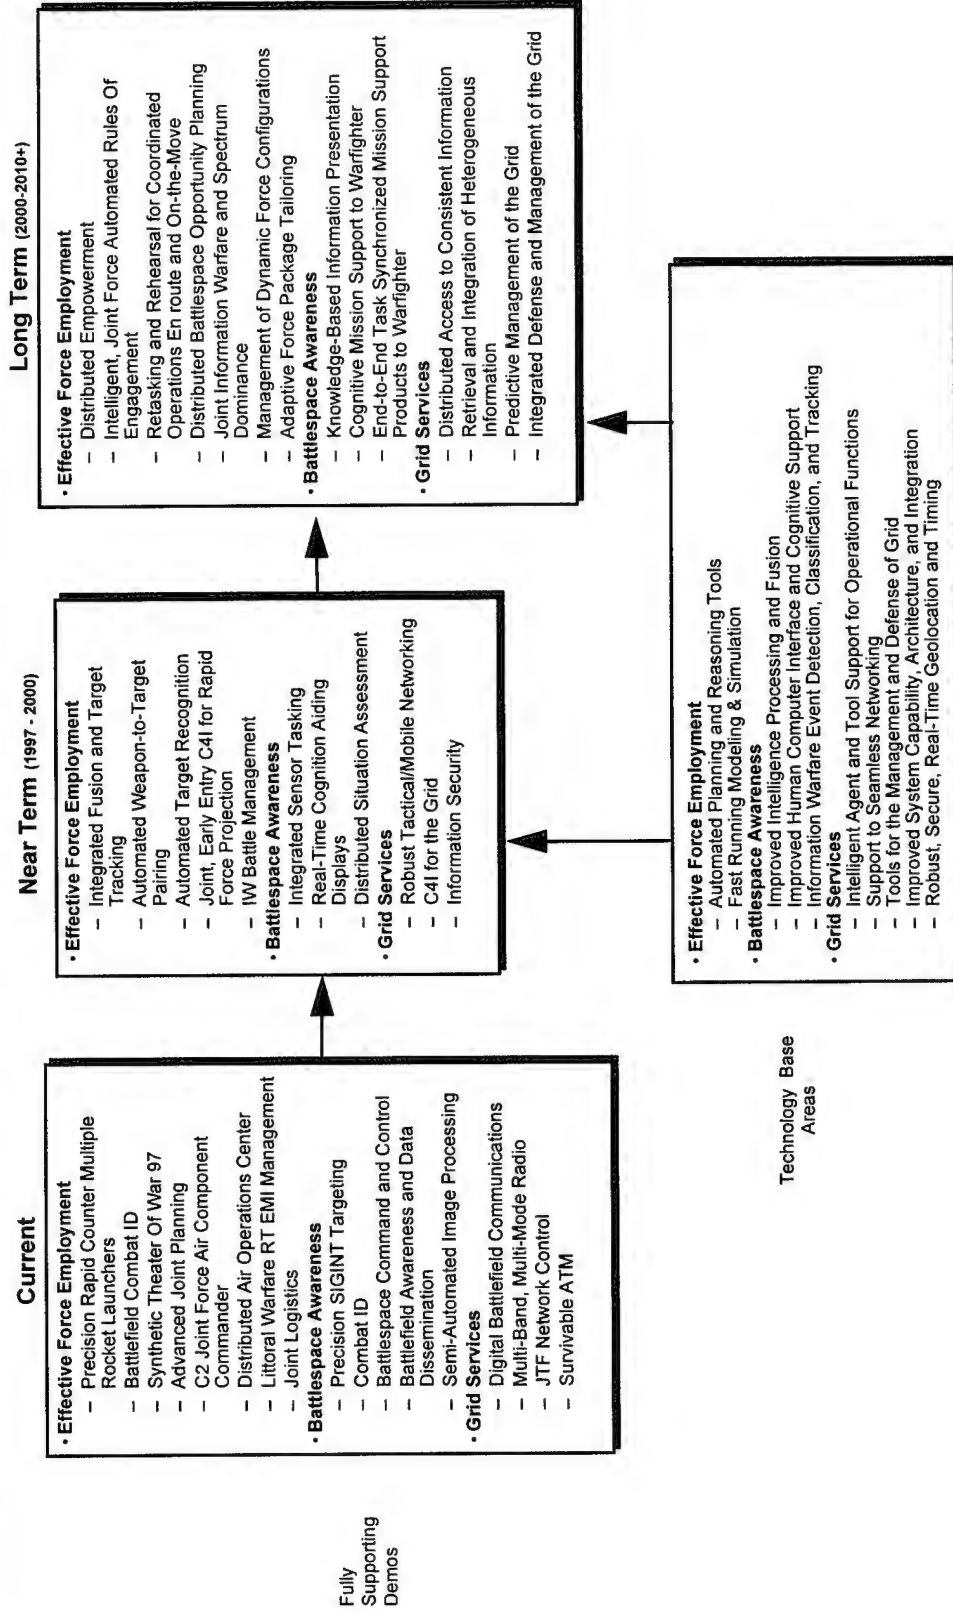 Fully
Supporting
Demos
Current
• Effective Force Employment
– Precision Rapid Counter Multiple
Rocket Launchers
– Battlefield Combat ID
– Synthetic Theater Of War 97
– Advanced Joint Planning
– C2 Joint Force Air Component
Commander
– Distributed Air Operations Center
– Littoral Warfare RT EMI Management
– Joint Logistics
• Battlespace Awareness
– Precision SIGINT Targeting
– Combat ID
– Battlespace Command and Control
– Battlefield Awareness and Data
Dissemination
– Semi-Automated Image Processing
• Grid Services
– Digital Battlefield Communications
– Multi-Band, Multi-Mode Radio
– JTF Network Control
– Survivable ATM
Near Term (1997 - 2000)
• Effective Force Employment
– Integrated Fusion and Target
Tracking
– Automated Weapon-to-Target
Pairing
– Automated Target Recognition
– Joint, Early Entry C4I for Rapid
Force Projection
– IW Battle Management
• Battlespace Awareness
– Integrated Sensor Tasking
– Real-Time Cognition Aiding
Displays
– Distributed Situation Assessment
• Grid Services
– Robust Tactical/Mobile Networking
– C4I for the Grid
– Information Security
Long Term (2000-2010+)
• Effective Force Employment
– Distributed Empowerment
– Intelligent, Joint Force Automated Rules Of
Engagement
– Retasking and Rehearsal for Coordinated
Operations En route and On-the-Move
– Distributed Battlespace Opportunity Planning
– Joint Information Warfare and Spectrum
Dominance
– Management of Dynamic Force Configurations
– Adaptive Force Package Tailoring
• Battlespace Awareness
– Knowledge-Based Information Presentation
– Cognitive Mission Support to Warfighter
– End-to-End Task Synchronized Mission Support
Products to Warfighter
• Grid Services
– Distributed Access to Consistent Information
– Retrieval and Integration of Heterogeneous
Information
– Predictive Management of the Grid
– Integrated Defense and Management of the Grid
Technology Base
Areas
• Effective Force Employment
– Automated Planning and Reasoning Tools
– Fast Running Modeling & Simulation
• Battlespace Awareness
– Improved Intelligence Processing and Fusion
– Improved Human Computer Interface and Cognitive Support
– Information Warfare Event Detection, Classification, and Tracking
• Grid Services
– Intelligent Agent and Tool Support for Operational Functions
– Support to Seamless Networking
– Tools for the Management and Defense of Grid
– Improved System Capability, Architecture, and Integration
– Robust, Secure, Real-Time Geolocation and Timing